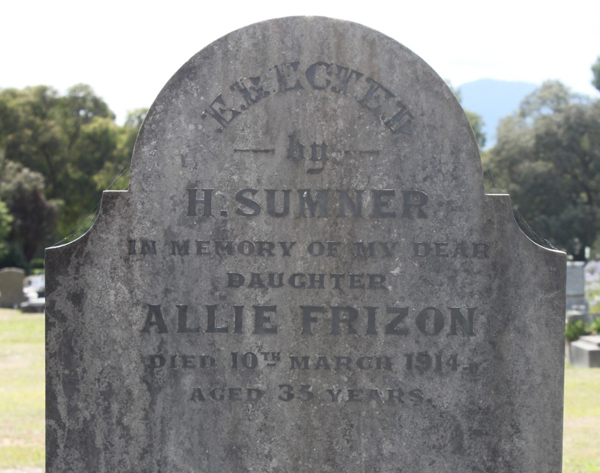 ERECTED
— by —
H. SUMNER
IN MEMORY OF MY DEAR
DAUGHTER
ALLIE FRIZON
DIED 10TH MARCH 1914.
AGED 35 YEARS.